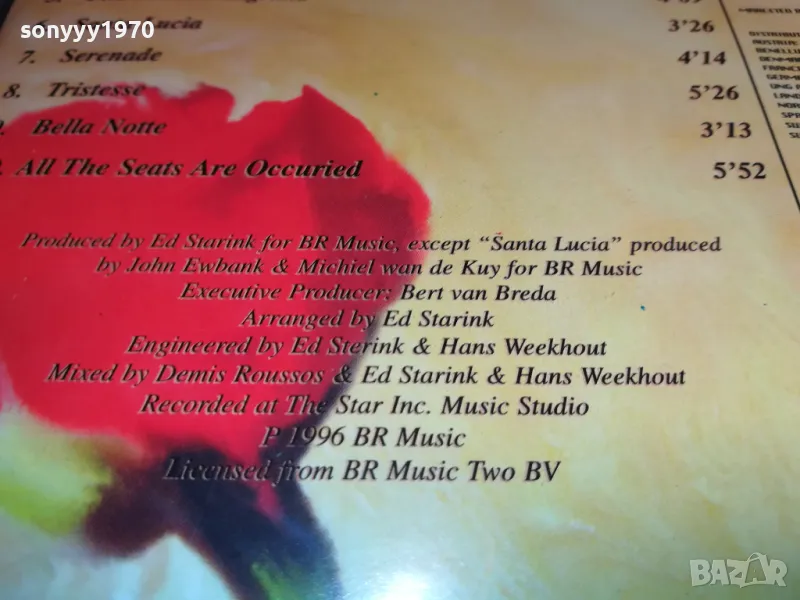 sonyyy1970
Lucia 3'26
7. Serenade 4'14
8. Tristesse 5'26
Bella Notte 3'13
All The Seats Are Occuried 5'52
Produced by Ed Starink for BR Music, except "Santa Lucia" produced
by John Ewbank & Michiel wan de Kuy for BR Music
Executive Producer: Bert van Breda
Arranged by Ed Starink
Engineered by Ed Sterink & Hans Weekhout
Mixed by Demis Roussos & Ed Starink & Hans Weekhout
Recorded at The Star Inc. Music Studio
P 1996 BR Music
Licensed from BR Music Two BV
BAZAR